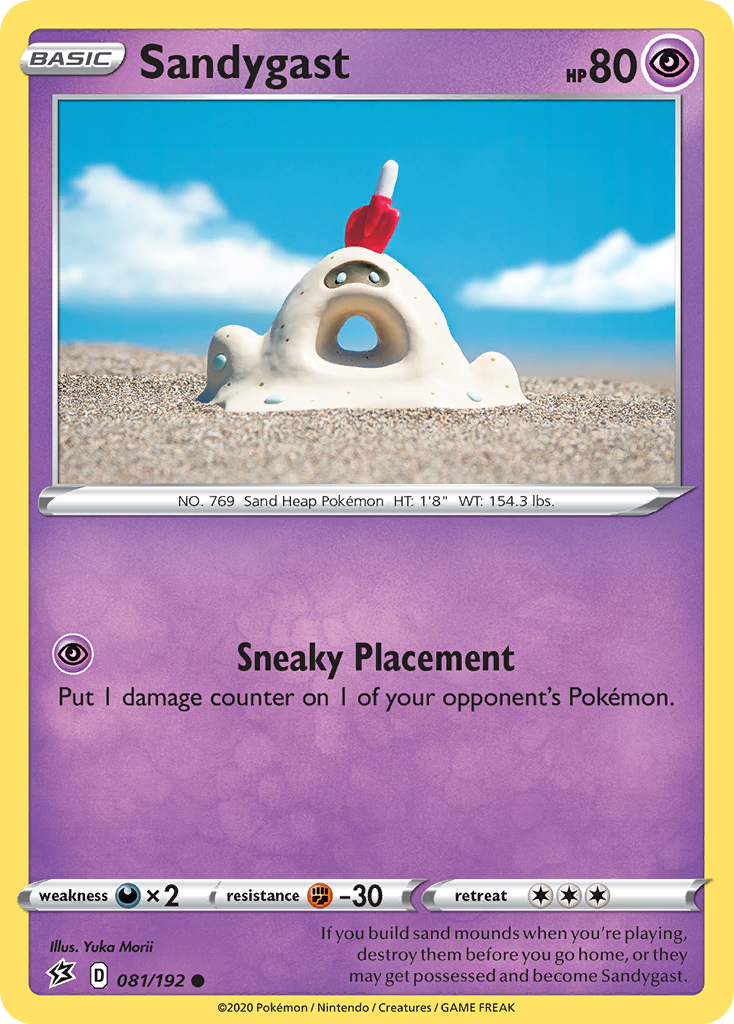 BASIC Sandygast HP 80
NO. 769 Sand Heap Pokémon HT: 1'8" WT: 154.3 lbs.
Sneaky Placement
Put 1 damage counter on 1 of your opponent's Pokémon.
weakness ×2 resistance -30 retreat
Illus. Yuka Morii
D 081/192
If you build sand mounds when you're playing,
destroy them before you go home, or they
may get possessed and become Sandygast.
©2020 Pokémon / Nintendo / Creatures / GAME FREAK